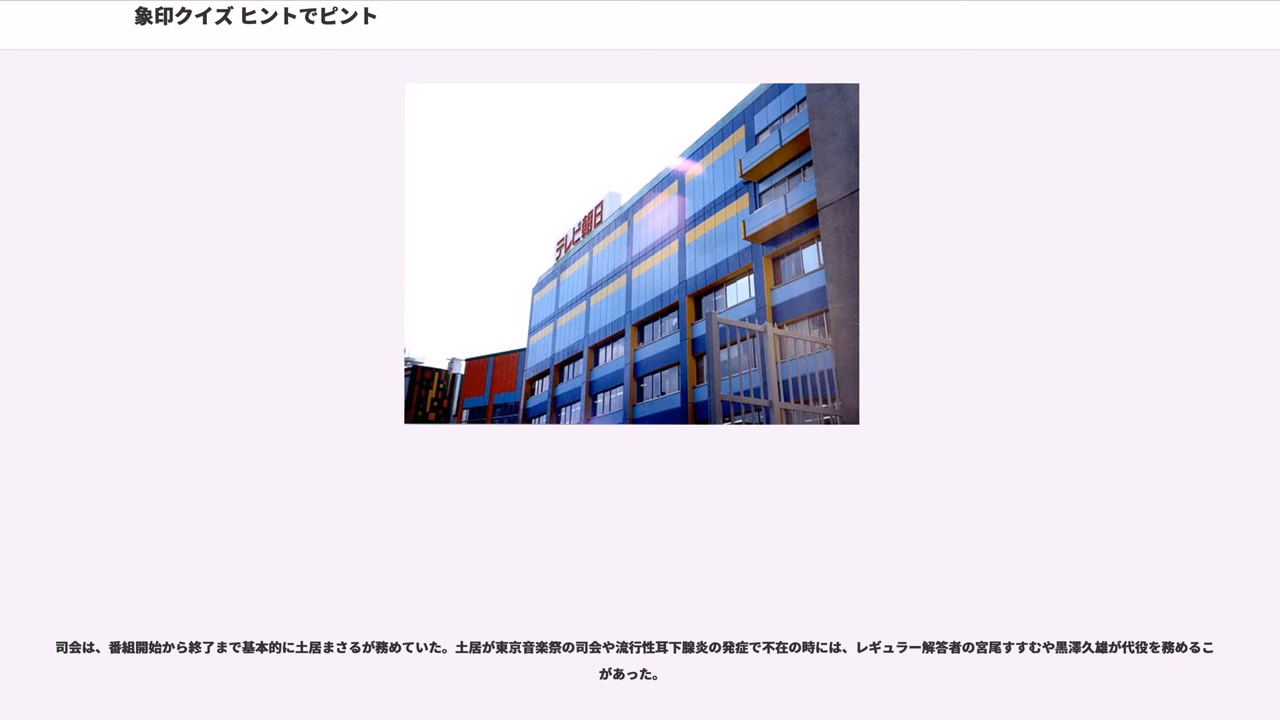 象印クイズ ヒントでピント
テレビ朝日
司会は、番組開始から終了まで基本的に土居まさるが務めていた。土居が東京音楽祭の司会や流行性耳下腺炎の発症で不在の時には、レギュラー解答者の宮尾すすむや黒澤久雄が代役を務めるこ
があった。